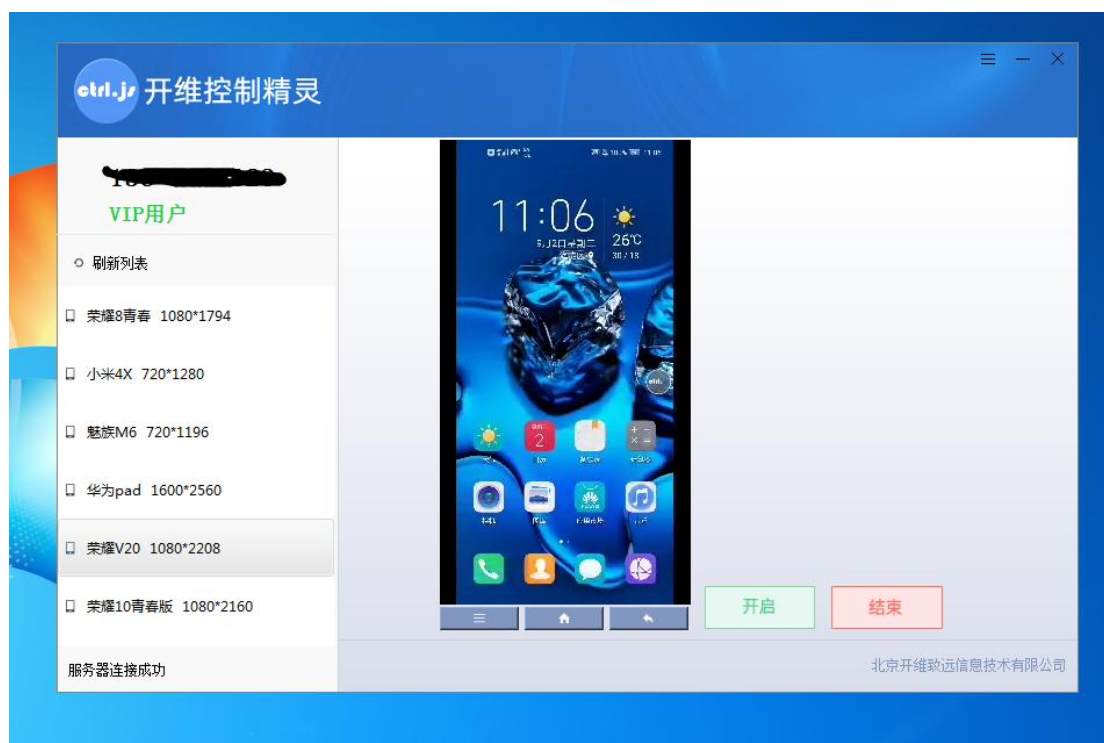 ctrl.js 开维控制精灵
VIP用户
刷新列表
荣耀8青春 1080*1794
小米4X 720*1280
魅族M6 720*1196
华为pad 1600*2560
荣耀V20 1080*2208
荣耀10青春版 1080*2160
服务器连接成功
11:06
26℃
30/18
2
开启
结束
北京开维致远信息技术有限公司